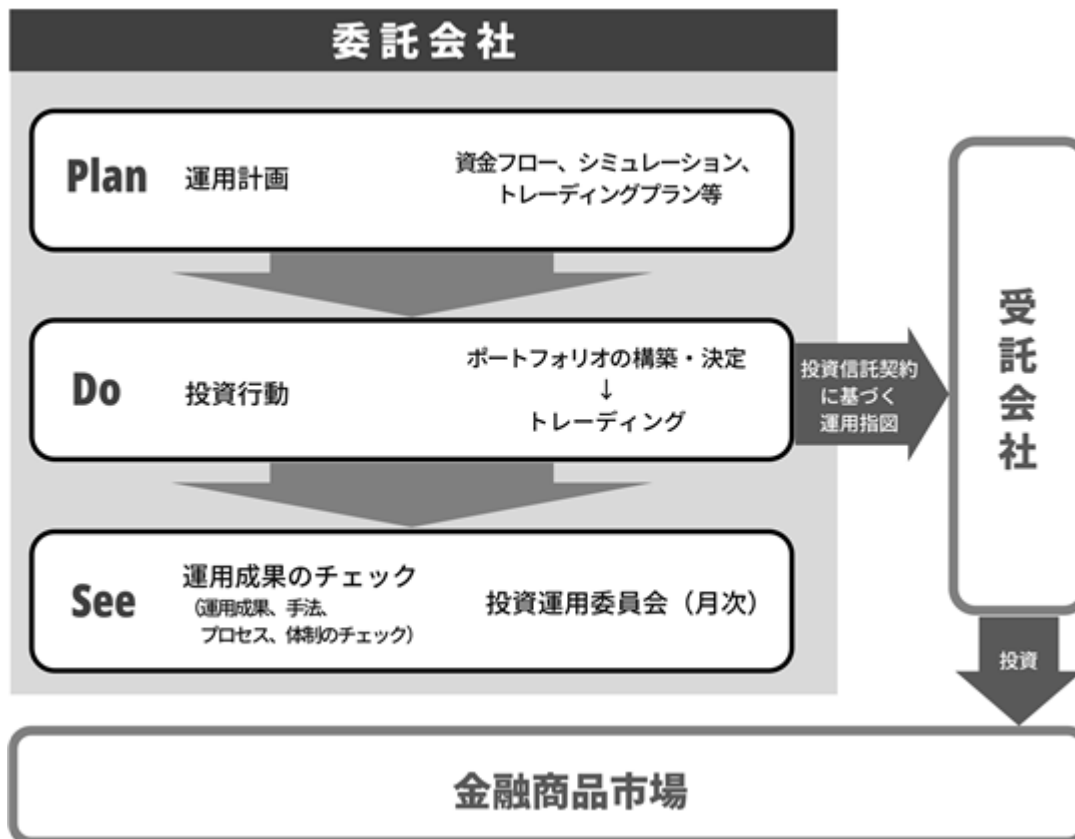 委託会社
Plan 運用計画
資金フロー、シミュレーション、
トレーディングプラン等
Do 投資行動
ポートフォリオの構築・決定
↓
トレーディング
投資信託契約
に基づく
運用指図
受託会社
See 運用成果のチェック
（運用成果、手法、
プロセス、体制のチェック）
投資運用委員会（月次）
投資
金融商品市場